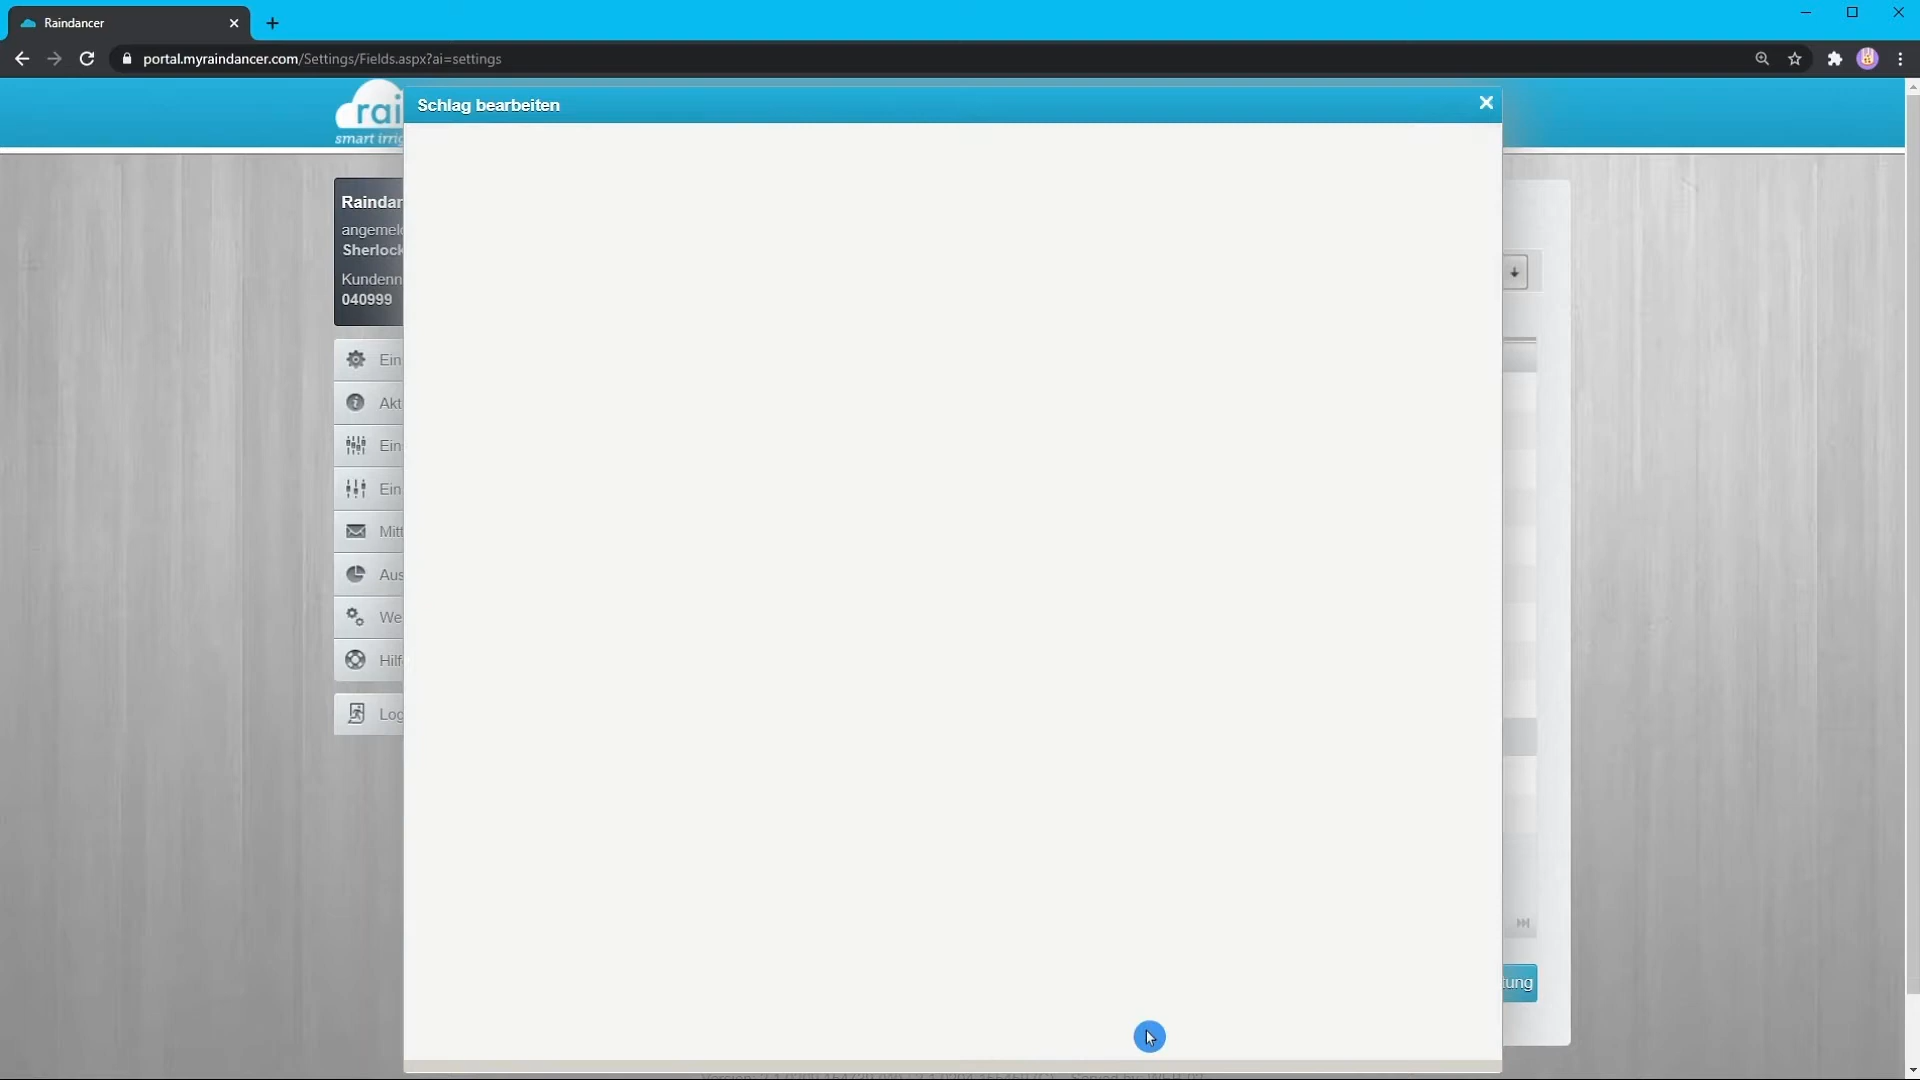 Raindancer
portal.myraindancer.com/Settings/Fields.aspx?ai=settings
rai
smart irrig
Schlag bearbeiten
Raindar
angemeld
Sherlock
Kundenn
040999
Ein
Akt
Ein
Ein
Mitt
Aus
We
Hilf
Log
tung